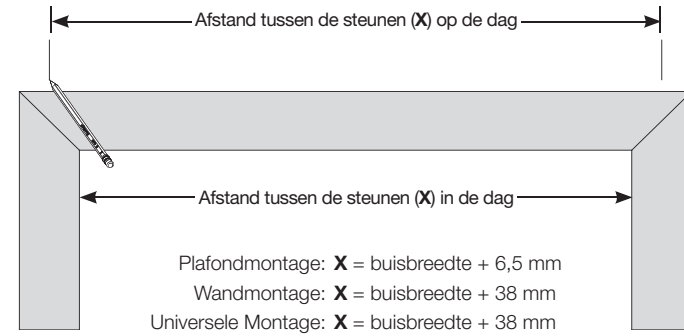 Afstand tussen de steunen (X) op de dag
Afstand tussen de steunen (X) in de dag
Plafondmontage: X = buisbreedte + 6,5 mm
Wandmontage: X = buisbreedte + 38 mm
Universele Montage: X = buisbreedte + 38 mm